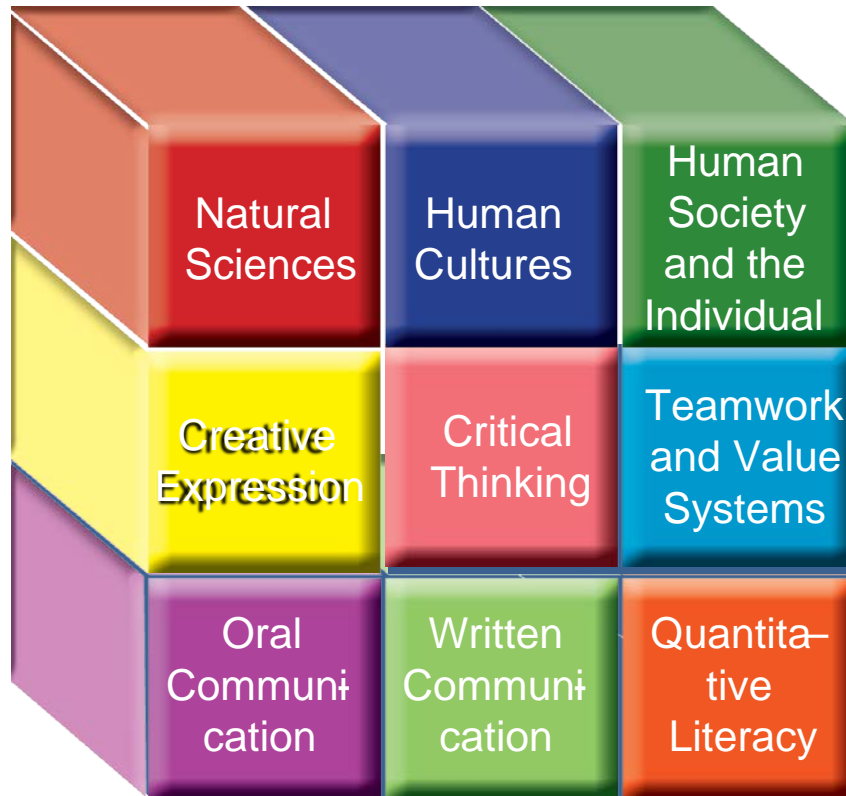 Natural
Sciences
Human
Cultures
Human
Society
and the
Individual
Creative
Expression
Critical
Thinking
Teamwork
and Value
Systems
Oral
Communi-
cation
Written
Communi-
cation
Quantita-
tive
Literacy